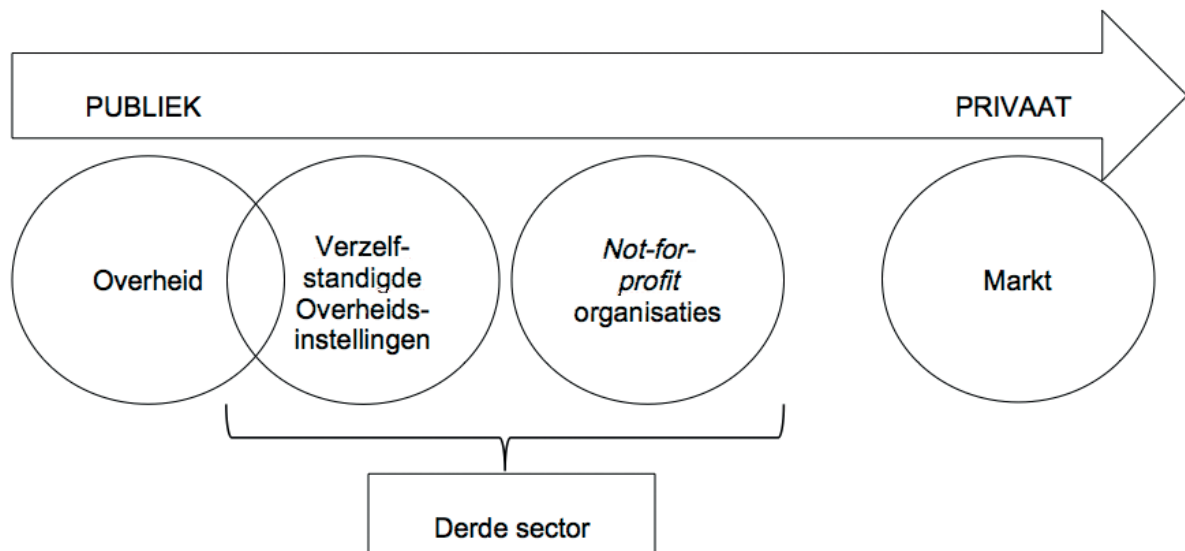 PUBLIEK
PRIVAAT
Overheid
Verzelf-
standigde
Overheids-
instellingen
Not-for-
profit
organisaties
Markt
Derde sector